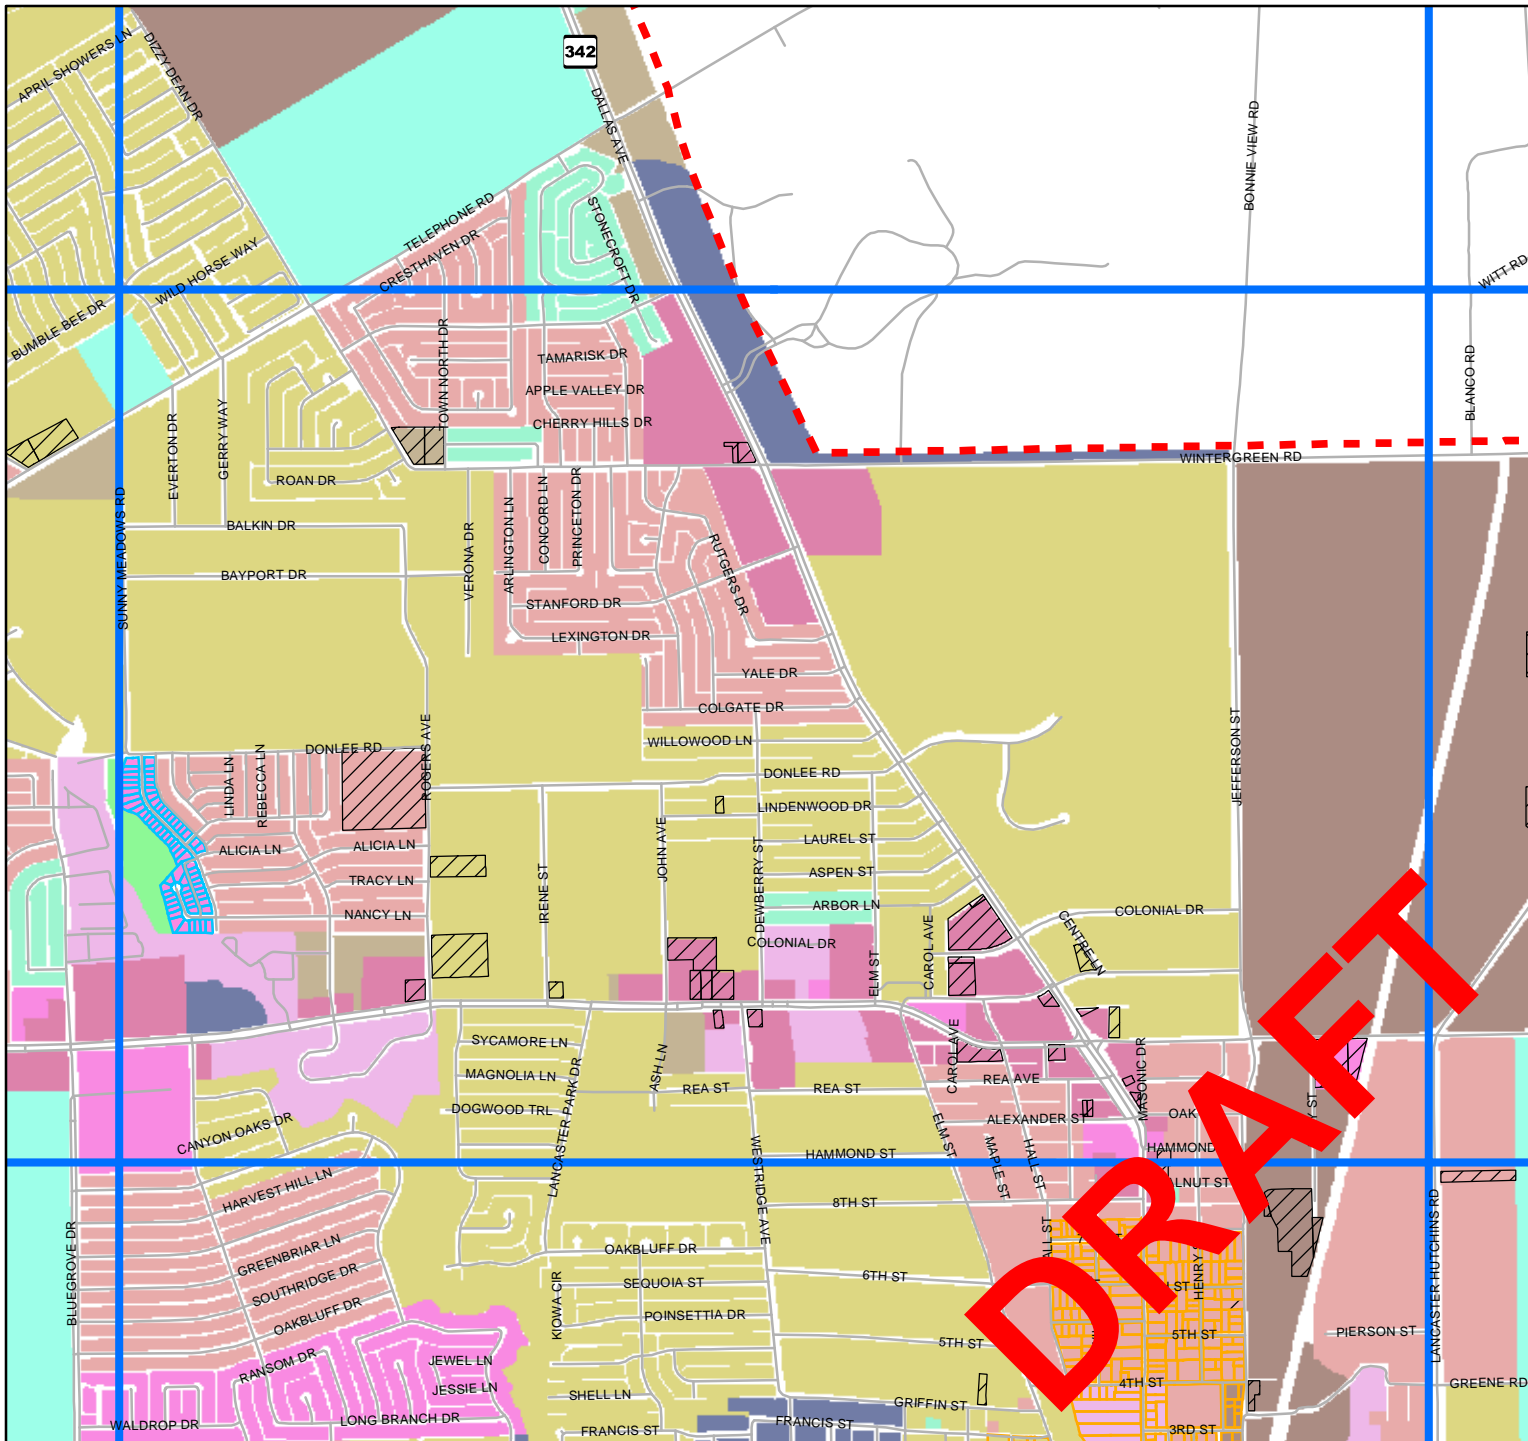 APRIL SHOWERS LN
DIZZY DEAN DR
342
DALLAS AVE
BONNIE VIEW RD
TELEPHONE RD
CRESTHAVEN DR
STONECROFT DR
WILD HORSE WAY
WITT RD
BUMBLE BEE DR
TOWN NORTH DR
TAMARISK DR
APPLE VALLEY DR
CHERRY HILLS DR
BLANCO RD
EVERTON DR
GERRY WAY
WINTERGREEN RD
ROAN DR
SUNNY MEADOWS RD
BALKIN DR
VERONA DR
ARLINGTON LN
CONCORD LN
PRINCETON DR
RUTGERS DR
BAYPORT DR
STANFORD DR
LEXINGTON DR
YALE DR
COLGATE DR
JEFFERSON ST
WILLOWOOD LN
DONLEE RD
ROGERS AVE
LINDA LN
REBECCA LN
DONLEE RD
LINDENWOOD DR
JOHN AVE
LAUREL ST
ALICIA LN
ALICIA LN
DEWBERRY ST
ASPEN ST
TRACY LN
IRENE ST
ARBOR LN
COLONIAL DR
NANCY LN
COLONIAL DR
CAROL AVE
CENTRE LN
ELM ST
SYCAMORE LN
MAGNOLIA LN
ASH LN
REA ST
REA ST
CAROL AVE
REA AVE
MASONIC DR
DOGWOOD TRL
LANCASTER PARK DR
ALEXANDER ST
OAK
Y ST
CANYON OAKS DR
ELM ST
WESTRIDGE AVE
HAMMOND ST
MAPLE ST
HALL ST
HAMMOND
ALNUT ST
HARVEST HILL LN
8TH ST
BLUEGROVE DR
GREENBRIAR LN
OAKBLUFF DR
ALL ST
HENRY S
LANCASTER HUTCHINS RD
SOUTHRIDGE DR
SEQUOIA ST
6TH ST
ST
OAKBLUFF DR
KIOWA CIR
POINSETTIA DR
5TH ST
5TH ST
PIERSON ST
RANSOM DR
JEWEL LN
JESSIE LN
SHELL LN
GRIFFIN ST
4TH ST
GREENE RD
WALDROP DR
LONG BRANCH DR
FRANCIS ST
FRANCIS ST
3RD ST
DRAFT